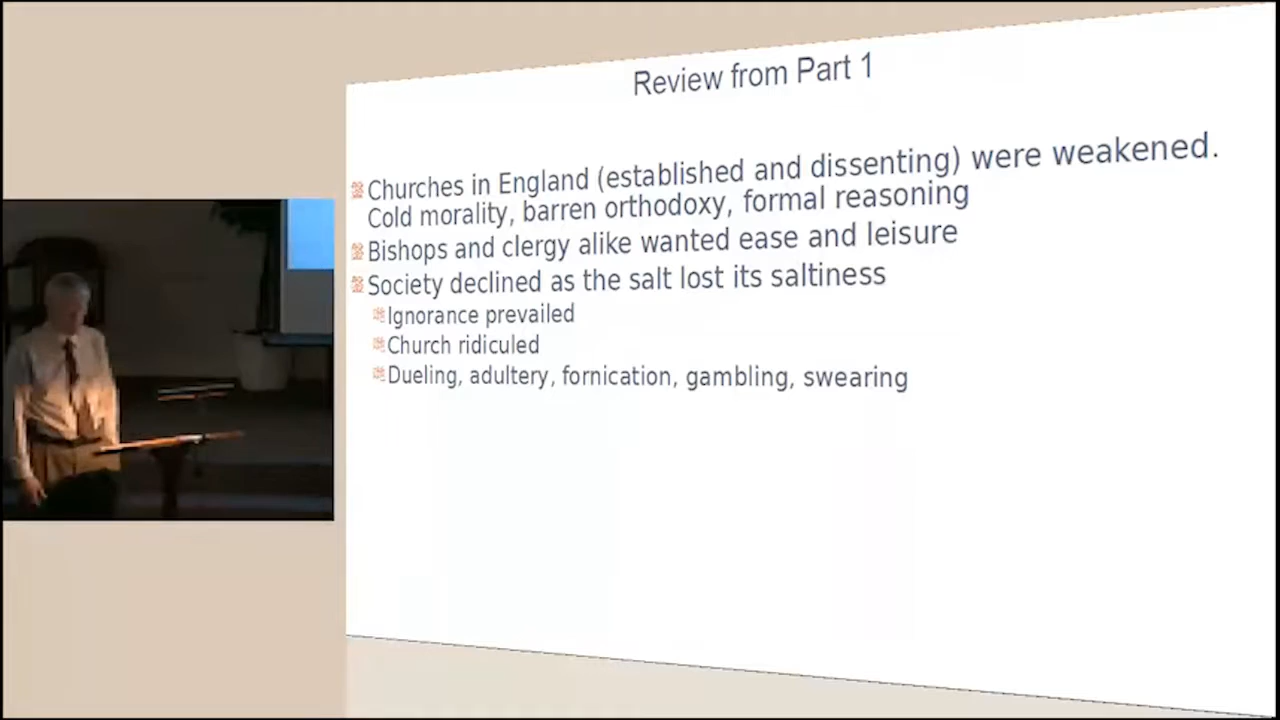 Review from Part 1
Churches in England (established and dissenting) were weakened.
Cold morality, barren orthodoxy, formal reasoning
Bishops and clergy alike wanted ease and leisure
Society declined as the salt lost its saltiness
Ignorance prevailed
Church ridiculed
Dueling, adultery, fornication, gambling, swearing